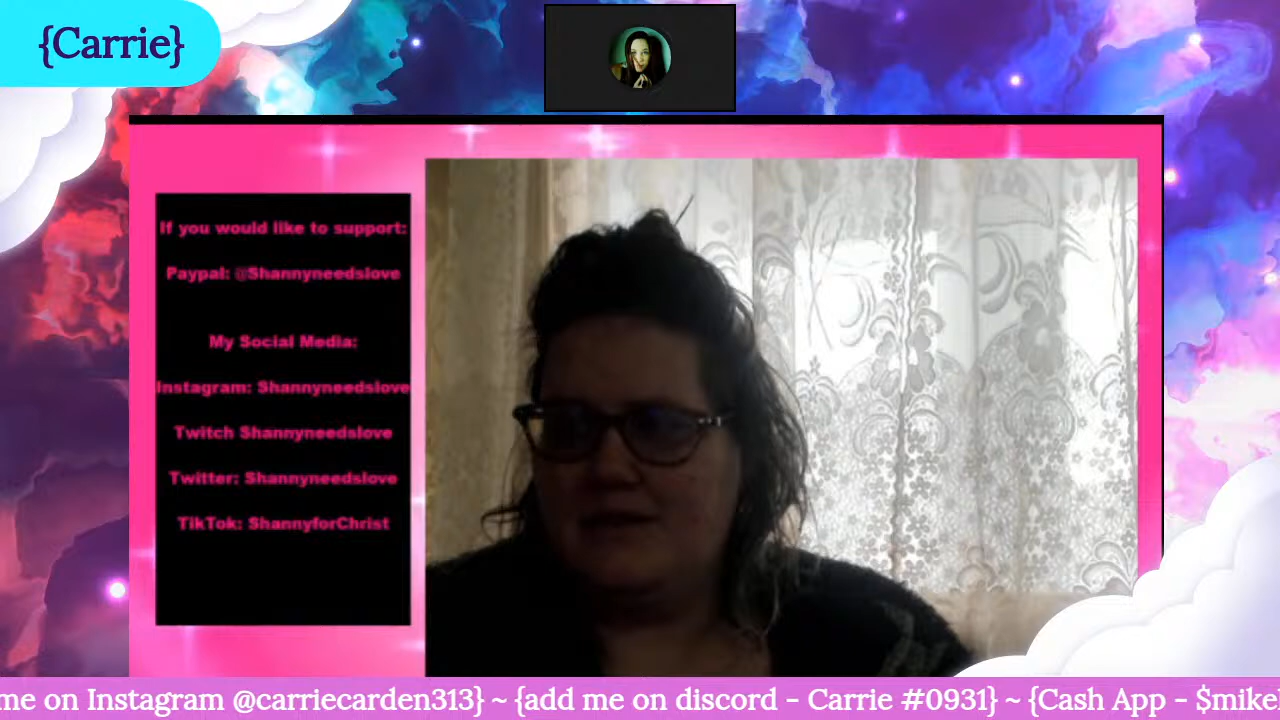 {Carrie}
If you would like to support:
Paypal: @Shannyneedslove
My Social Media:
Instagram: Shannyneedslove
Twitch Shannyneedslove
Twitter: Shannyneedslove
TikTok: ShannyforChrist
me on Instagram @carriecarden313} ~ {add me on discord - Carrie #0931} ~ {Cash App - $mike